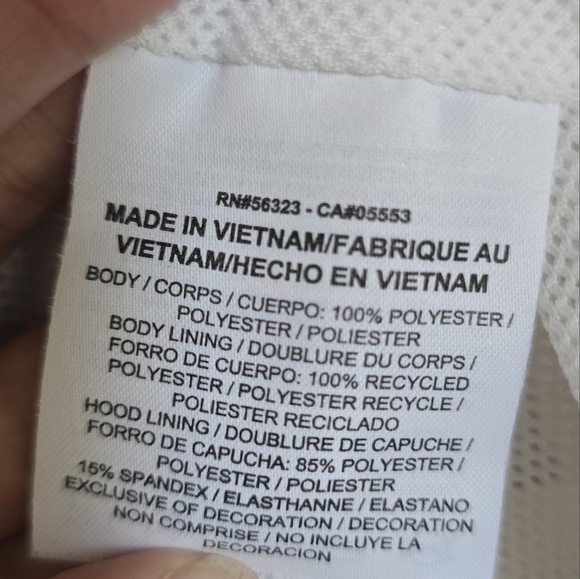 RN#56323 - CA#05553
MADE IN VIETNAM/FABRIQUE AU
VIETNAM/HECHO EN VIETNAM
BODY / CORPS / CUERPO: 100% POLYESTER /
POLYESTER / POLIESTER
BODY LINING / DOUBLURE DU CORPS /
FORRO DE CUERPO: 100% RECYCLED
POLYESTER / POLYESTER RECYCLE /
POLIESTER RECICLADO
HOOD LINING / DOUBLURE DE CAPUCHE /
FORRO DE CAPUCHA: 85% POLYESTER /
POLYESTER / POLIESTER
15% SPANDEX / ELASTHANNE / ELASTANO
EXCLUSIVE OF DECORATION / DECORATION
NON COMPRISE / NO INCLUYE LA
DECORACION